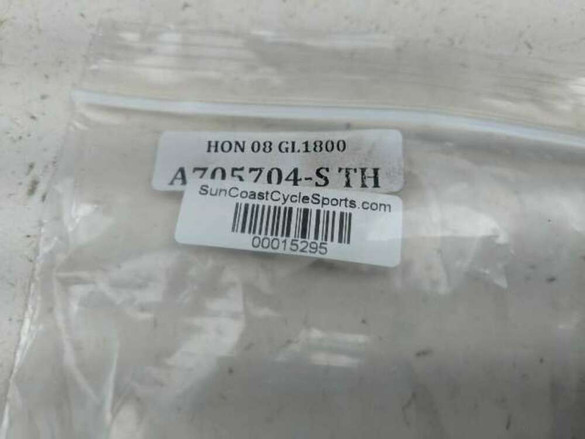 HON 08 GL1800
A705704-S TH
SunCoastCycleSports.com
00015295